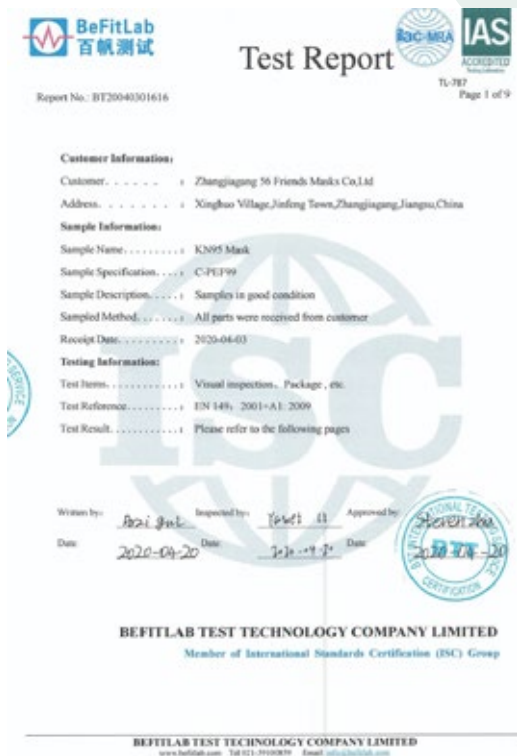 BeFitLab
百帆测试
Test Report
ilac-MRA
IAS
ACCREDITED
Testing Laboratory
TL-787
Report No.: BT20040301616
Page 1 of 9
Customer Information:
Customer. . . . . . : Zhangjiagang 56 Friends Masks Co,Ltd
Address. . . . . . . : Xinghuo Village,Jinfeng Town,Zhangjiagang,Jiangsu,China
Sample Information:
Sample Name. . . . . . . . . : KN95 Mask
Sample Specification. . . . : C-PEF99
Sample Description. . . . . : Samples in good condition
Sampled Method. . . . . . . : All parts were received from customer
Receipt Date. . . . . . . . . . : 2020-04-03
Testing Information:
Test Items. . . . . . . . . . . . : Visual inspection、Package , etc.
Test Reference. . . . . . . . . : EN 149：2001+A1: 2009
Test Result. . . . . . . . . . . . : Please refer to the following pages
ISC
Written by: Inspected by: Approved by:
Date: 2020-04-20 Date: Date: 2020-04-20
CERTIFICATION
BEFITLAB TEST TECHNOLOGY COMPANY LIMITED
Member of International Standards Certification (ISC) Group
BEFITLAB TEST TECHNOLOGY COMPANY LIMITED